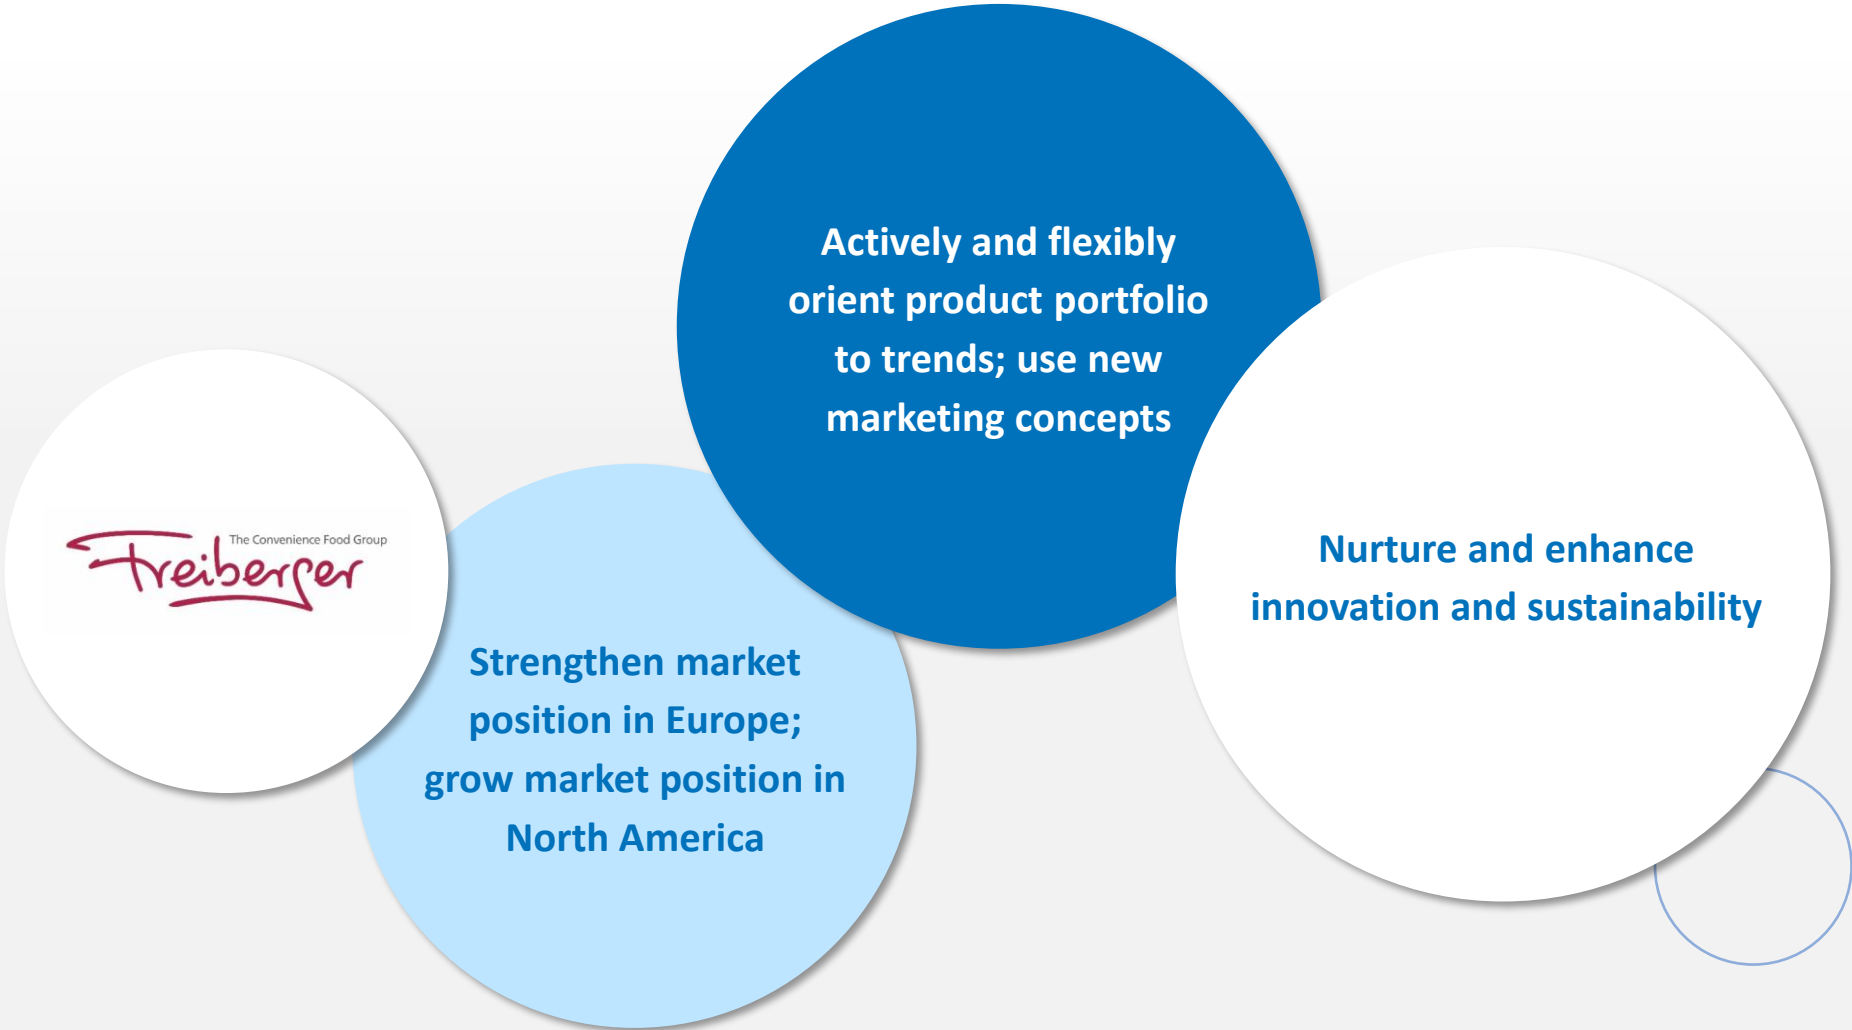 The Convenience Food Group
Freiberger
Strengthen market
position in Europe;
grow market position in
North America
Actively and flexibly
orient product portfolio
to trends; use new
marketing concepts
Nurture and enhance
innovation and sustainability